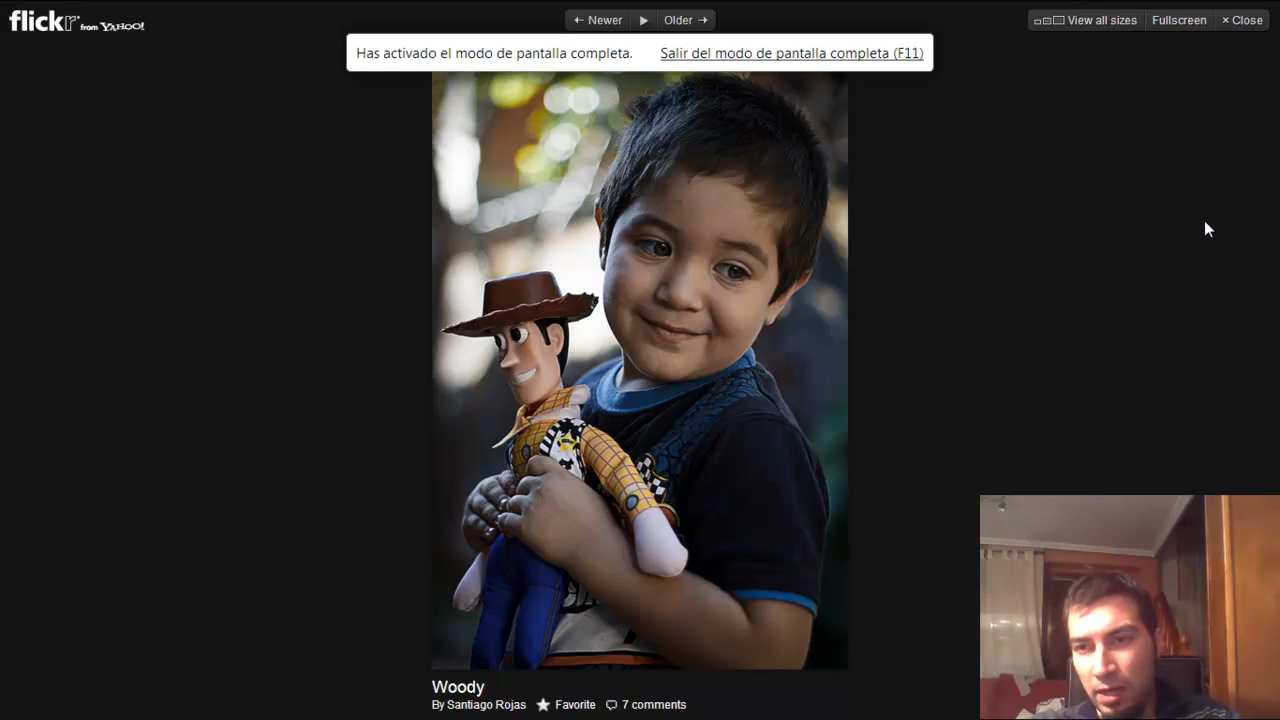 flickr from YAHOO!
← Newer
Older →
View all sizes
Fullscreen
× Close
Has activado el modo de pantalla completa. Salir del modo de pantalla completa (F11)
Woody
By Santiago Rojas Favorite 7 comments